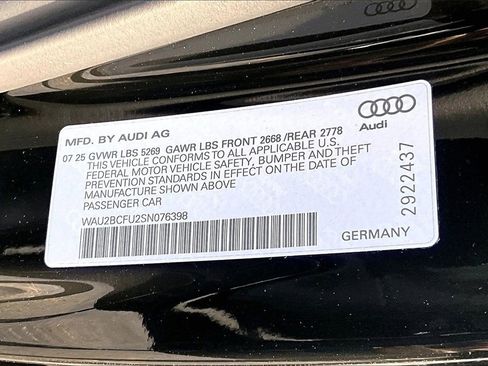 MFD. BY AUDI AG
07 25 GVWR LBS 5269 GAWR LBS FRONT 2668 /REAR 2778
THIS VEHICLE CONFORMS TO ALL APPLICABLE U.S.
FEDERAL MOTOR VEHICLE SAFETY, BUMPER AND THEFT
PREVENTION STANDARDS IN EFFECT ON THE DATE OF
MANUFACTURE SHOWN ABOVE
PASSENGER CAR
WAU2BCFU2SN076398
Audi
2922437
GERMANY